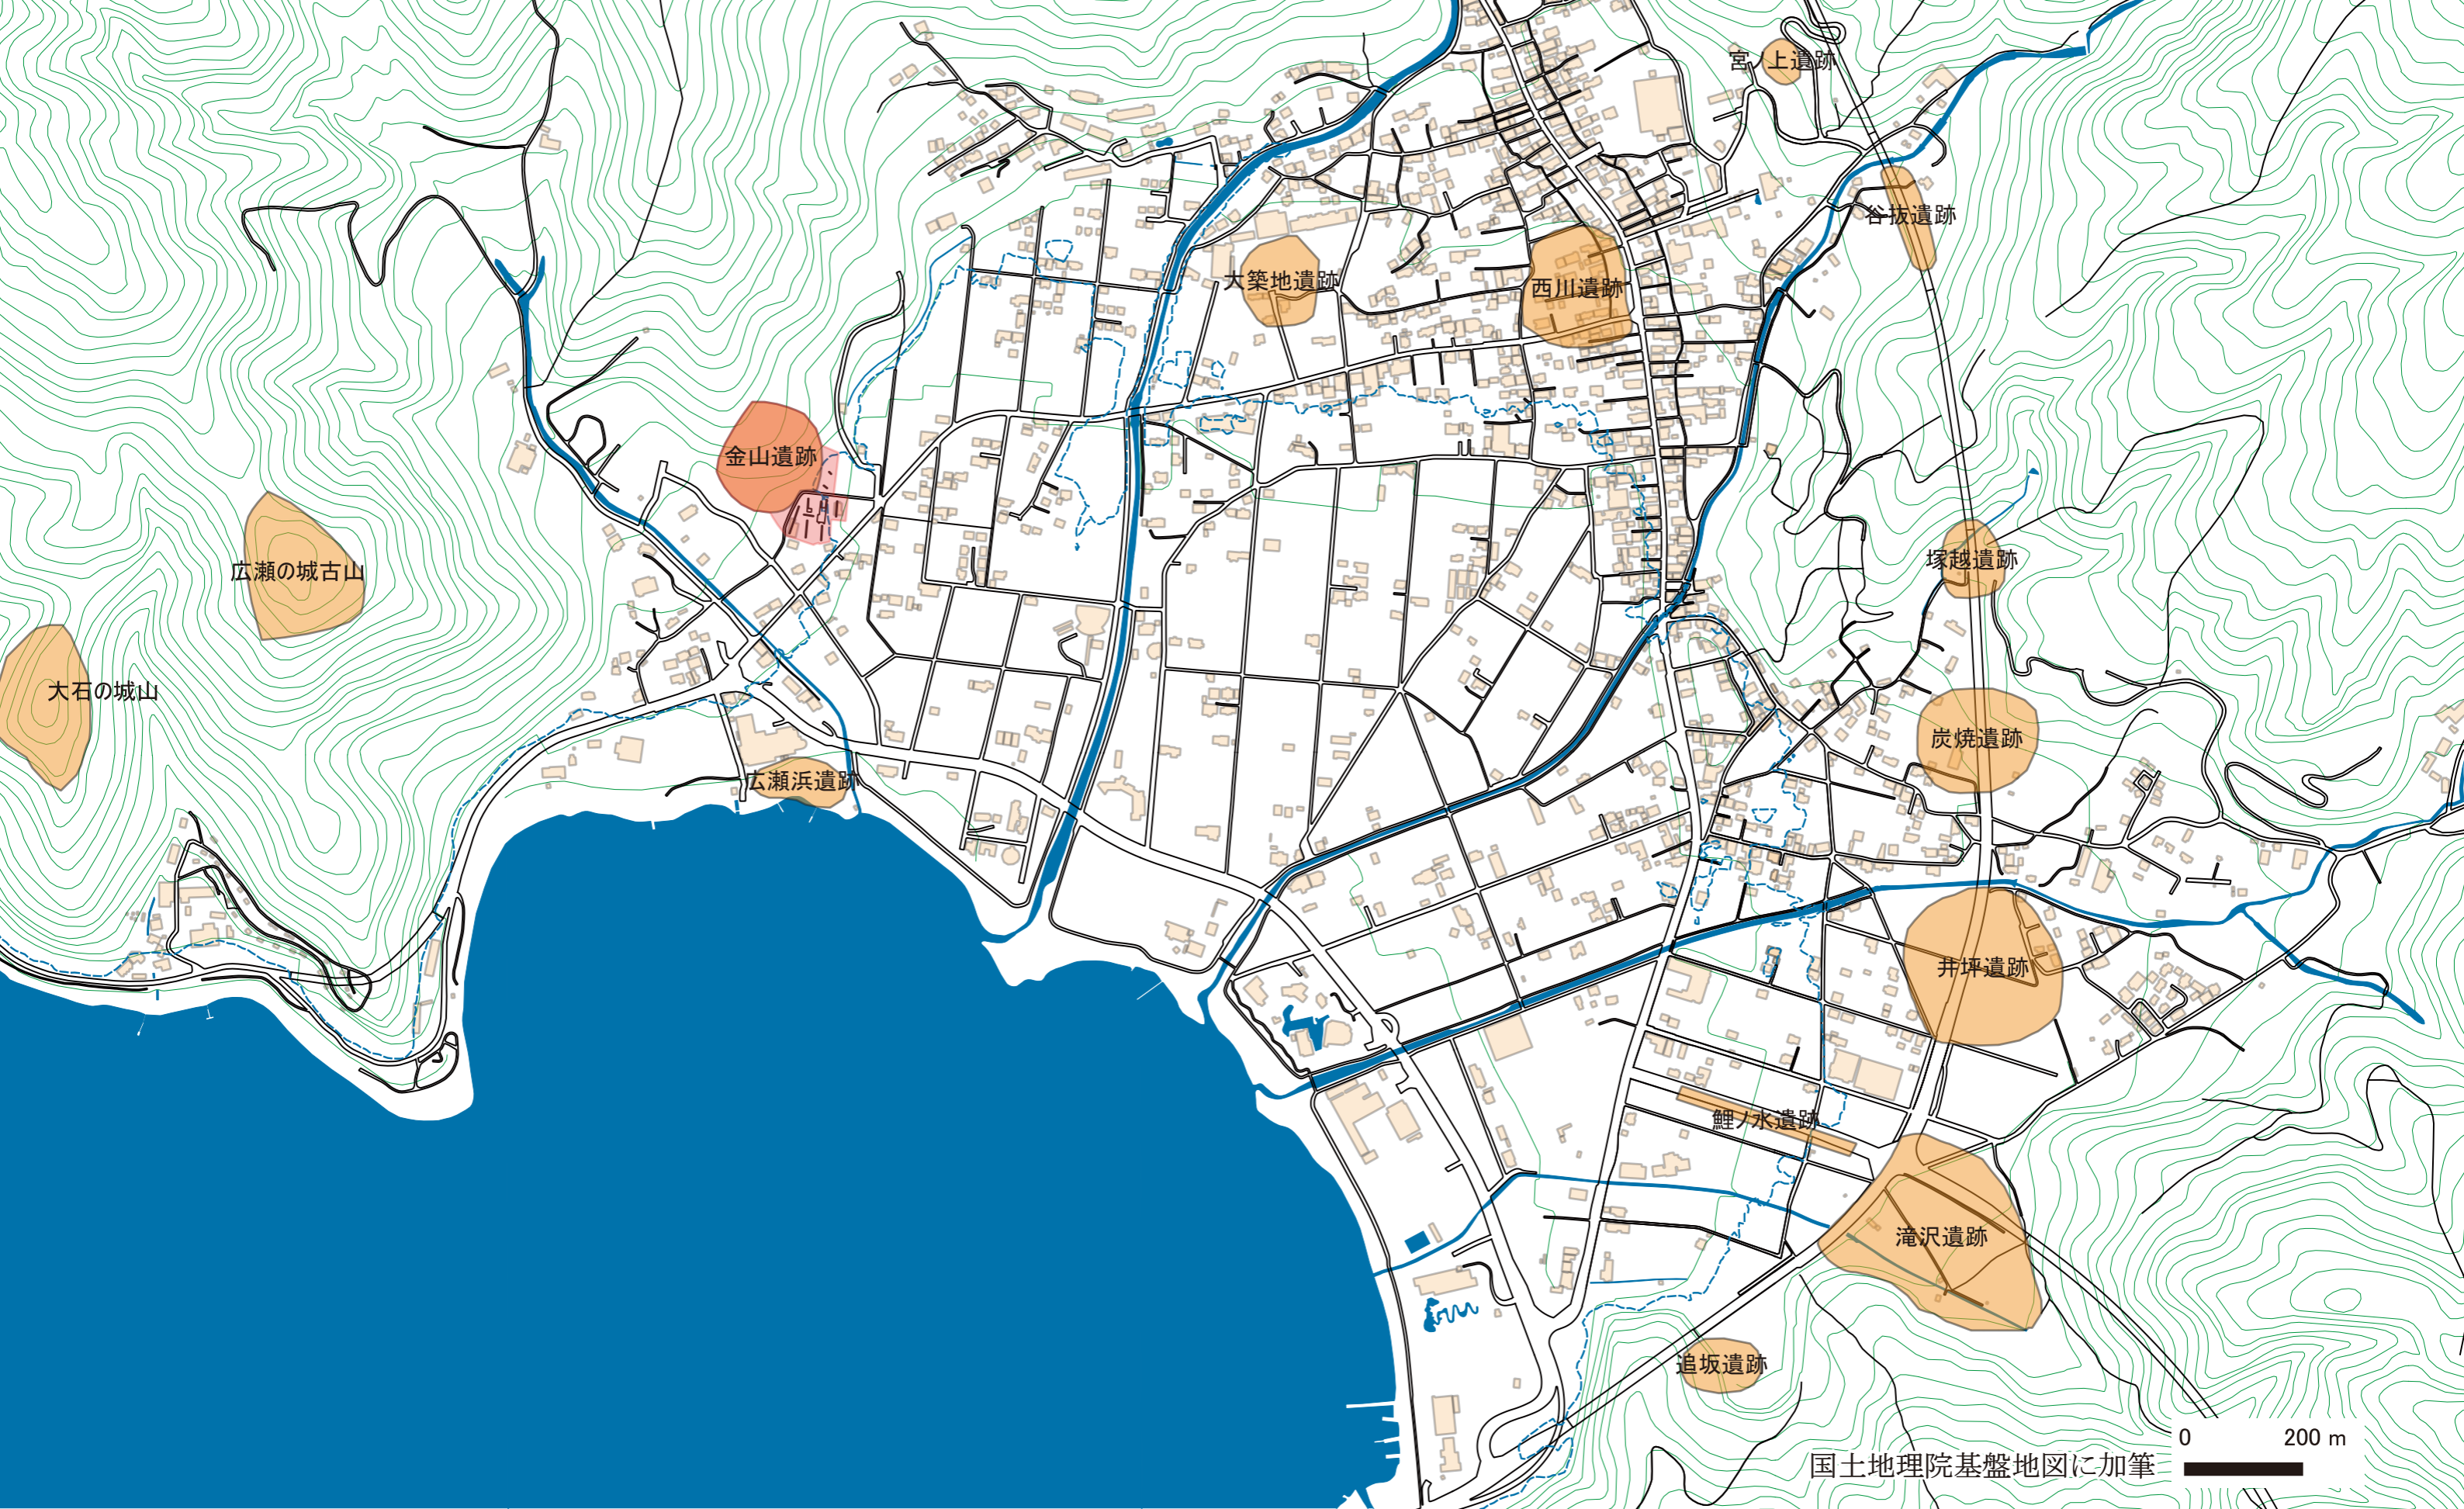 宮ノ上遺跡
谷抜遺跡
大築地遺跡
西川遺跡
金山遺跡
広瀬の城古山
塚越遺跡
大石の城山
炭焼遺跡
広瀬浜遺跡
井坪遺跡
鯉ノ水遺跡
滝沢遺跡
追坂遺跡
0 200 m
国土地理院基盤地図に加筆